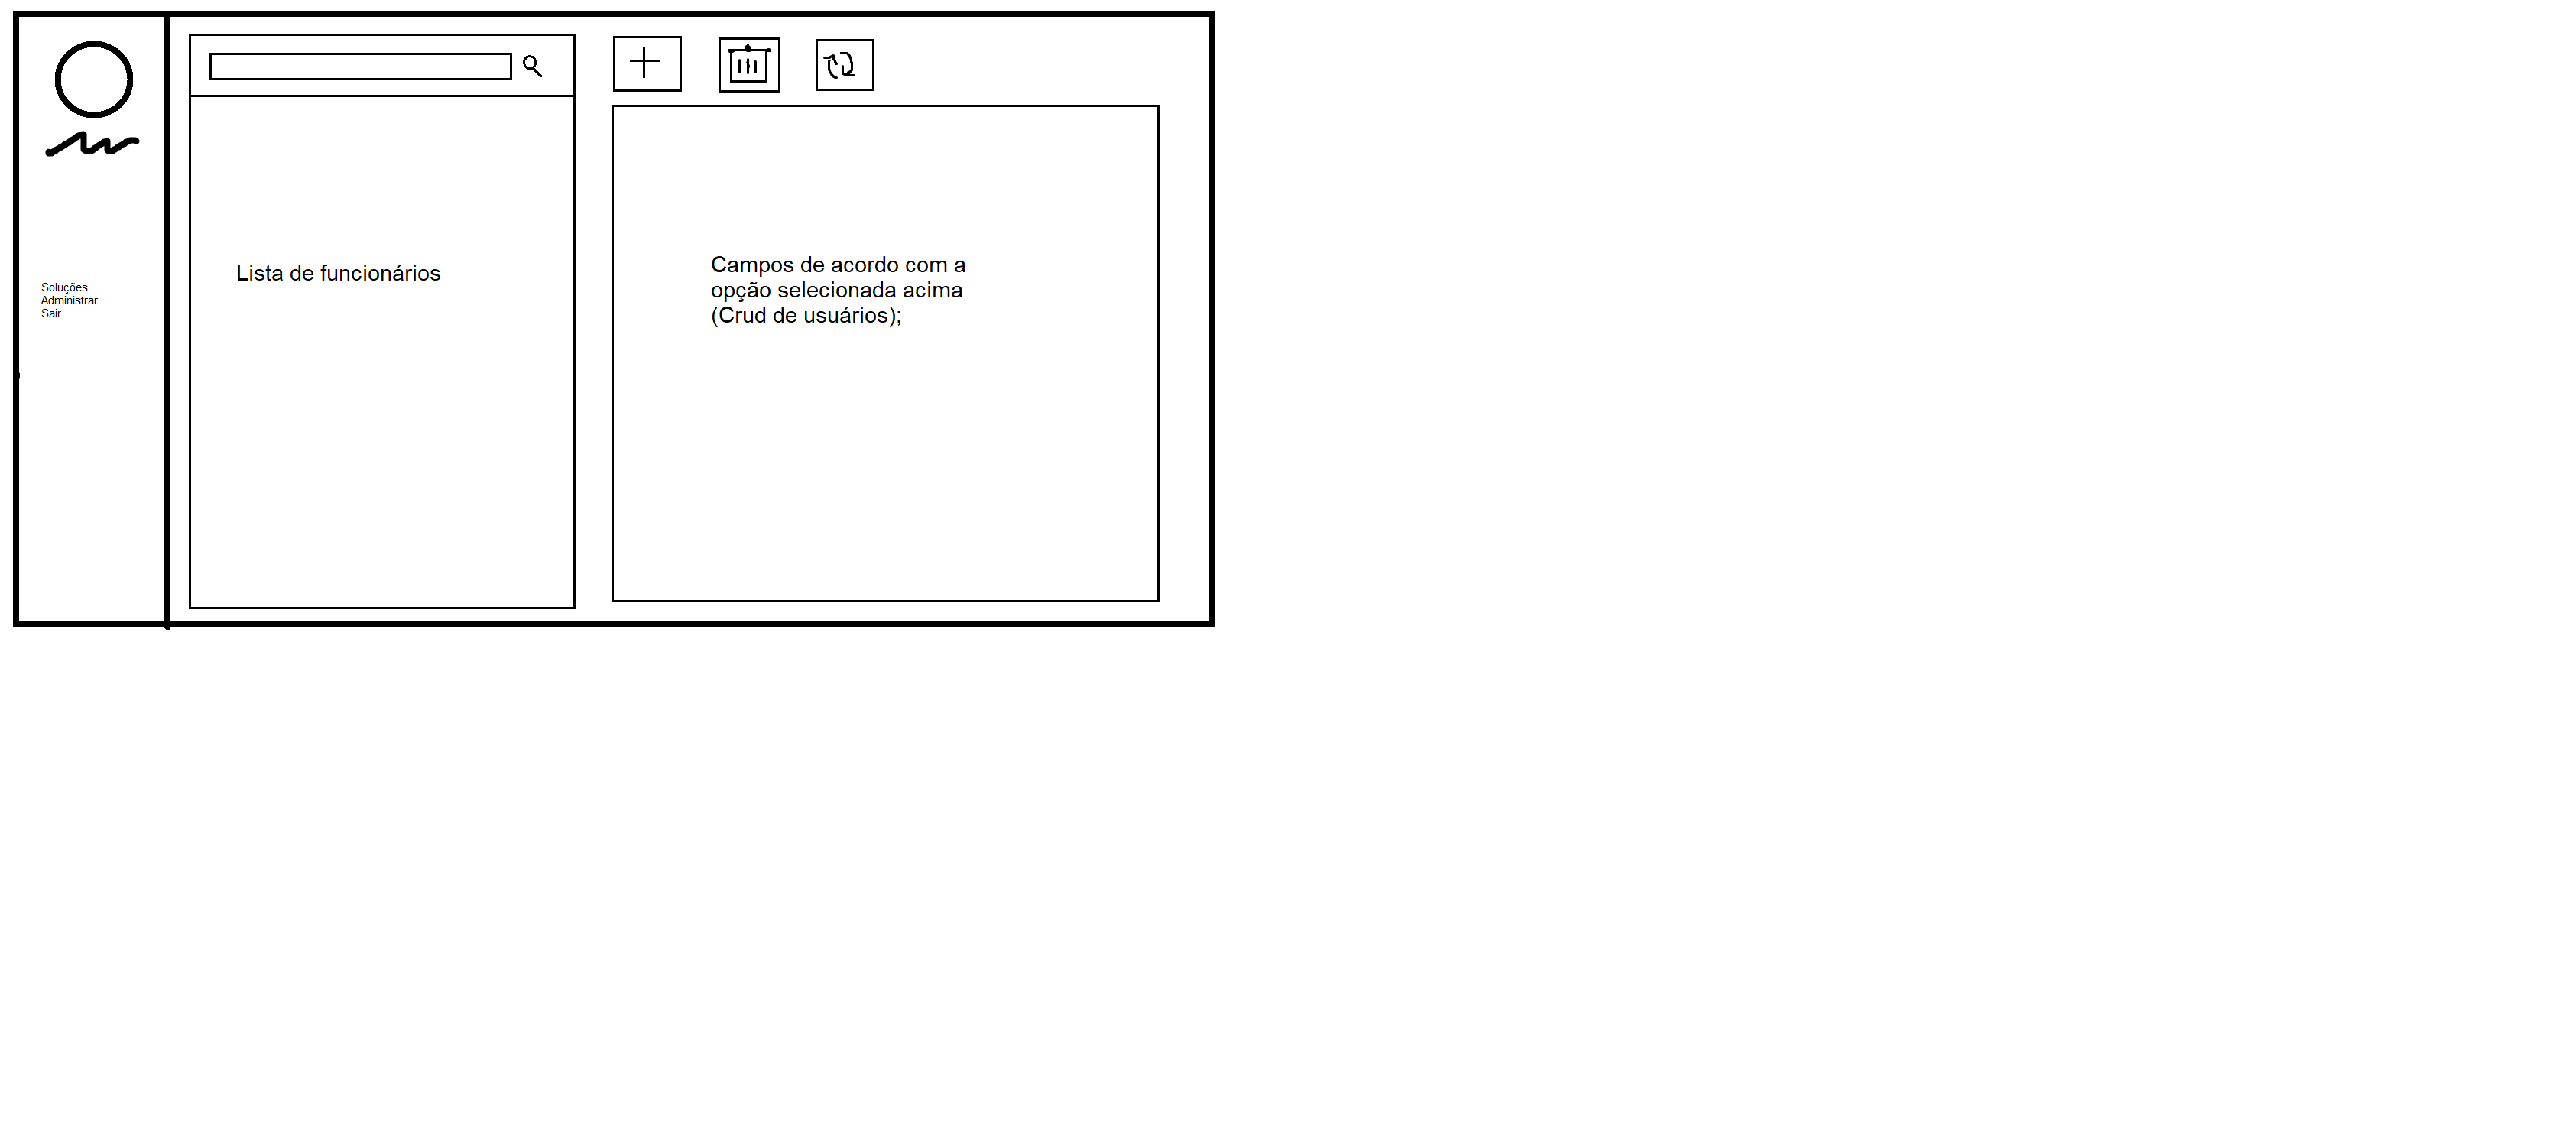 Soluções
Administrar
Sair
Lista de funcionários
Campos de acordo com a
opção selecionada acima
(Crud de usuários);